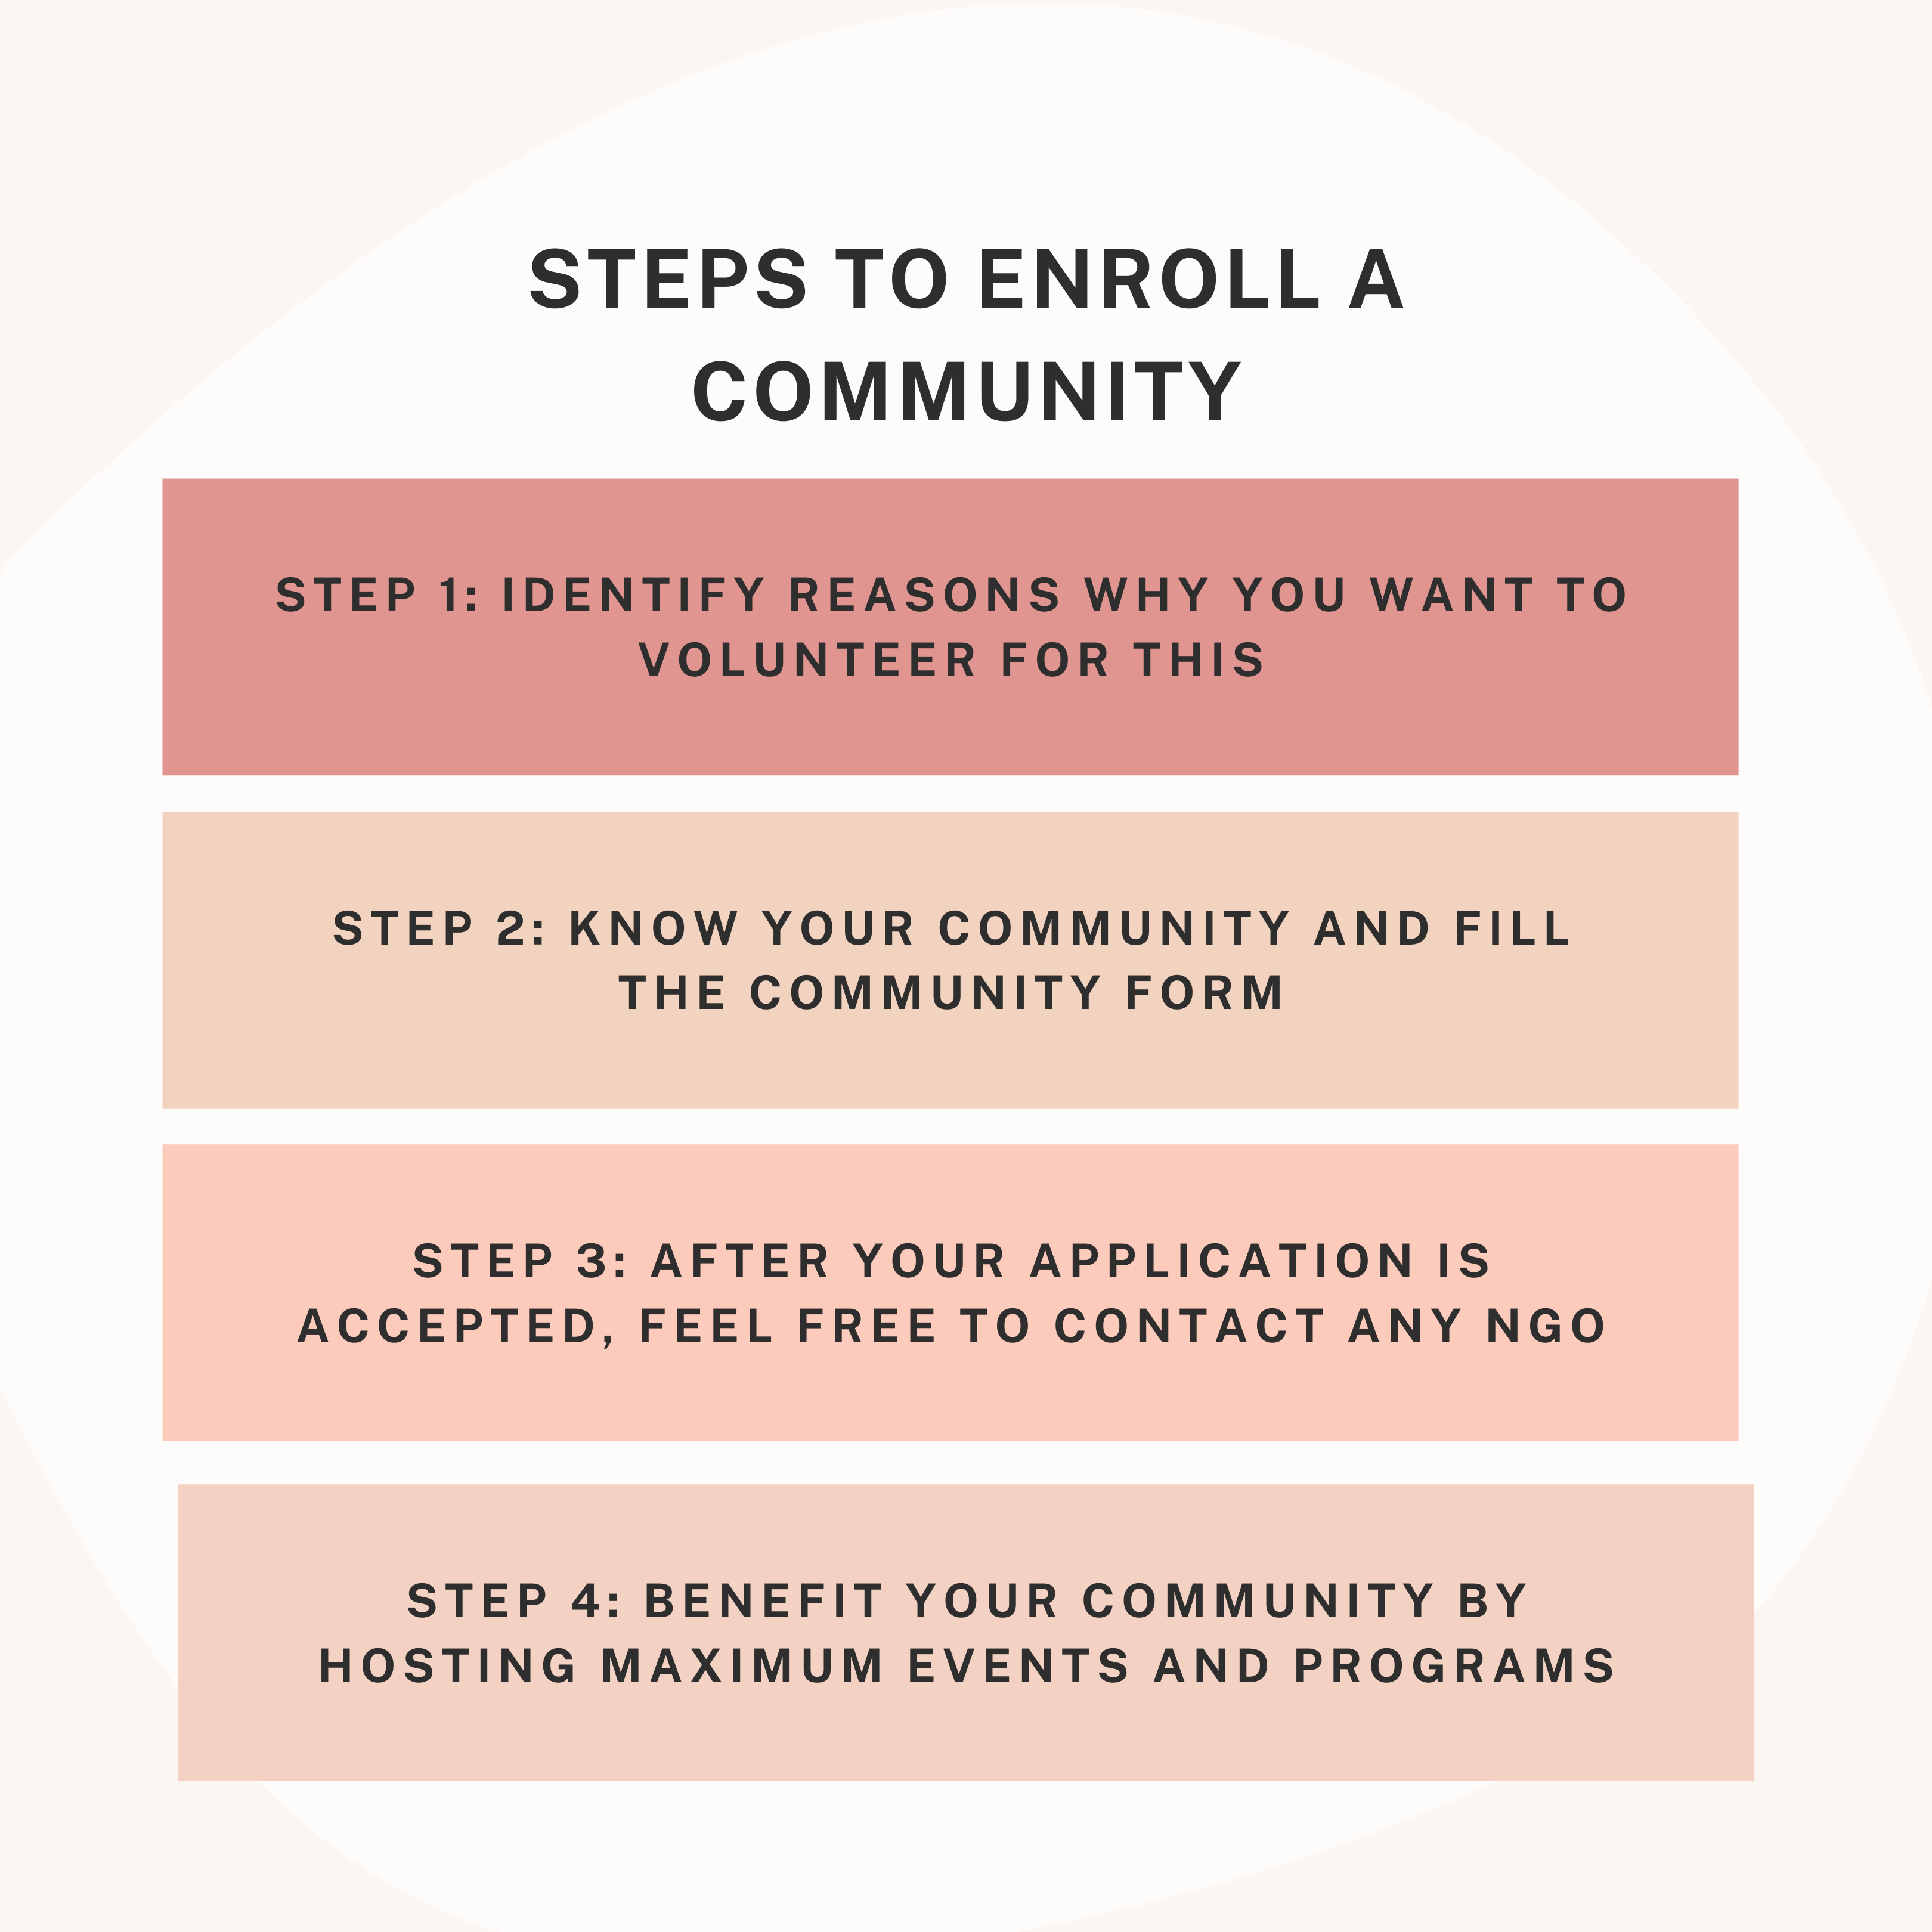 STEPS TO ENROLL A
COMMUNITY
STEP 1: IDENTIFY REASONS WHY YOU WANT TO
VOLUNTEER FOR THIS
STEP 2: KNOW YOUR COMMUNITY AND FILL
THE COMMUNITY FORM
STEP 3: AFTER YOUR APPLICATION IS
ACCEPTED, FEEL FREE TO CONTACT ANY NGO
STEP 4: BENEFIT YOUR COMMUNITY BY
HOSTING MAXIMUM EVENTS AND PROGRAMS